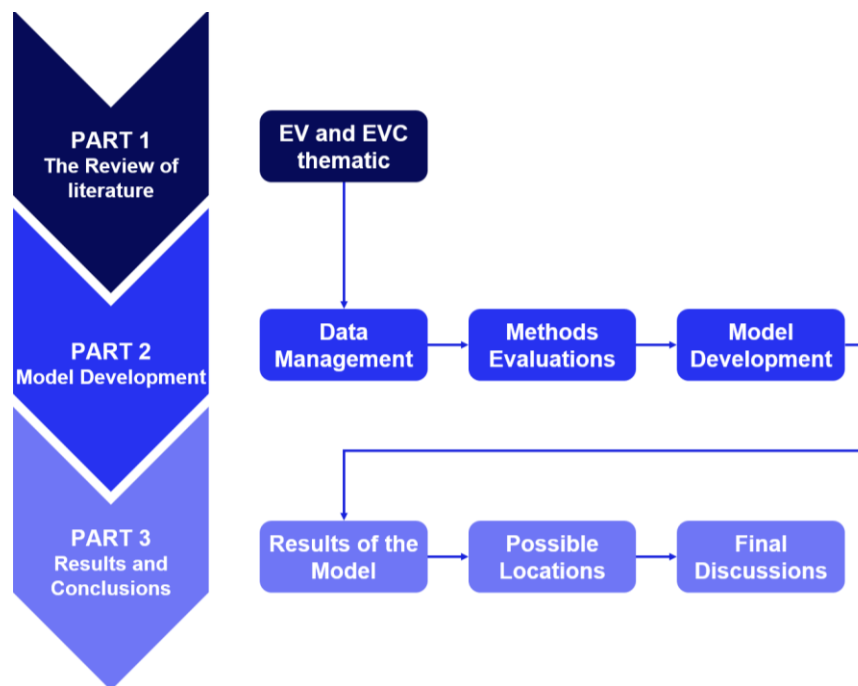 PART 1
The Review of
literature
EV and EVC
thematic
PART 2
Model Development
Data
Management
Methods
Evaluations
Model
Development
PART 3
Results and
Conclusions
Results of the
Model
Possible
Locations
Final
Discussions